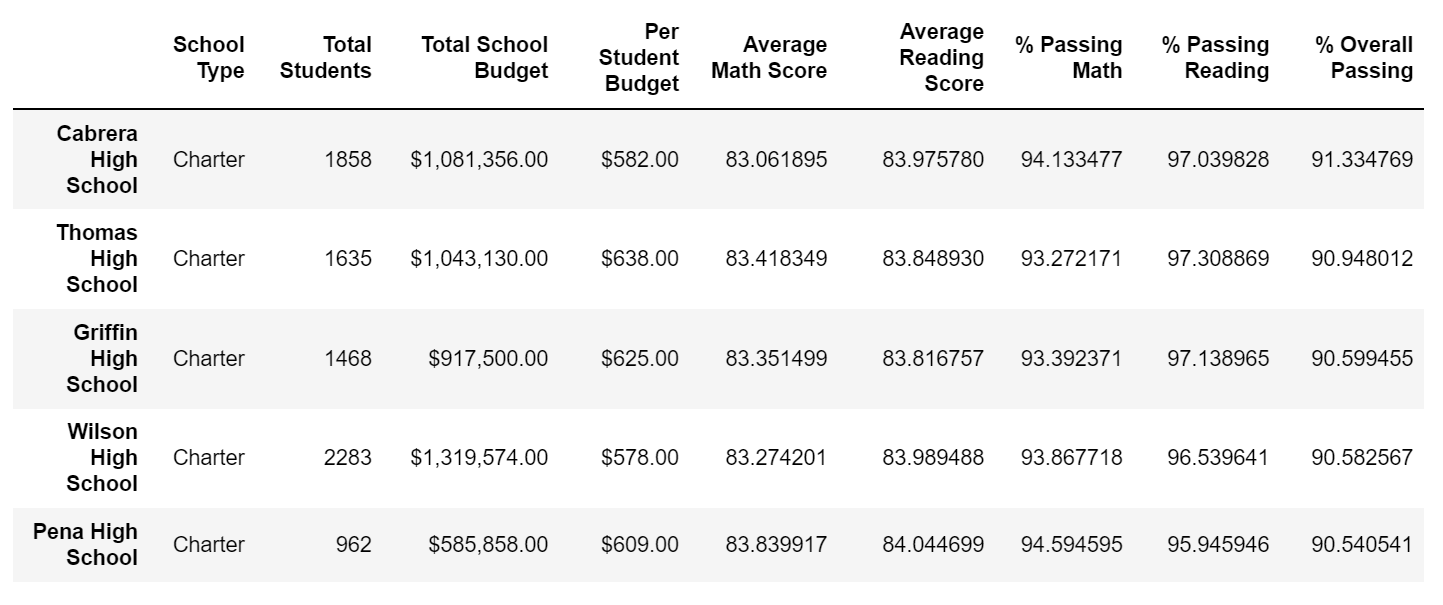 School Type Total Students Total School Budget Per Student Budget Average Math Score Average Reading Score % Passing Math % Passing Reading % Overall Passing
Cabrera High School Charter 1858 $1,081,356.00 $582.00 83.061895 83.975780 94.133477 97.039828 91.334769
Thomas High School Charter 1635 $1,043,130.00 $638.00 83.418349 83.848930 93.272171 97.308869 90.948012
Griffin High School Charter 1468 $917,500.00 $625.00 83.351499 83.816757 93.392371 97.138965 90.599455
Wilson High School Charter 2283 $1,319,574.00 $578.00 83.274201 83.989488 93.867718 96.539641 90.582567
Pena High School Charter 962 $585,858.00 $609.00 83.839917 84.044699 94.594595 95.945946 90.540541